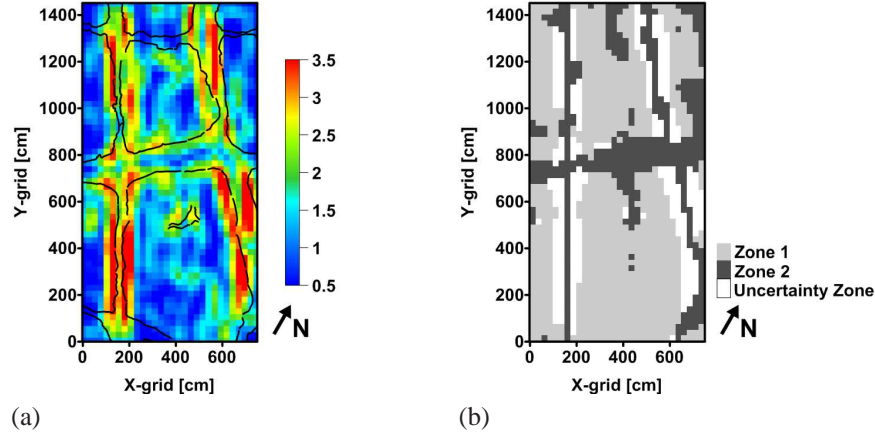 1400
1200
1000
800
600
400
200
0
Y-grid [cm]
0 200 400 600
X-grid [cm]
3.5
3
2.5
2
1.5
1
0.5
N
(a)
1400
1200
1000
800
600
400
200
0
Y-grid [cm]
0 200 400 600
X-grid [cm]
Zone 1
Zone 2
Uncertainty Zone
N
(b)